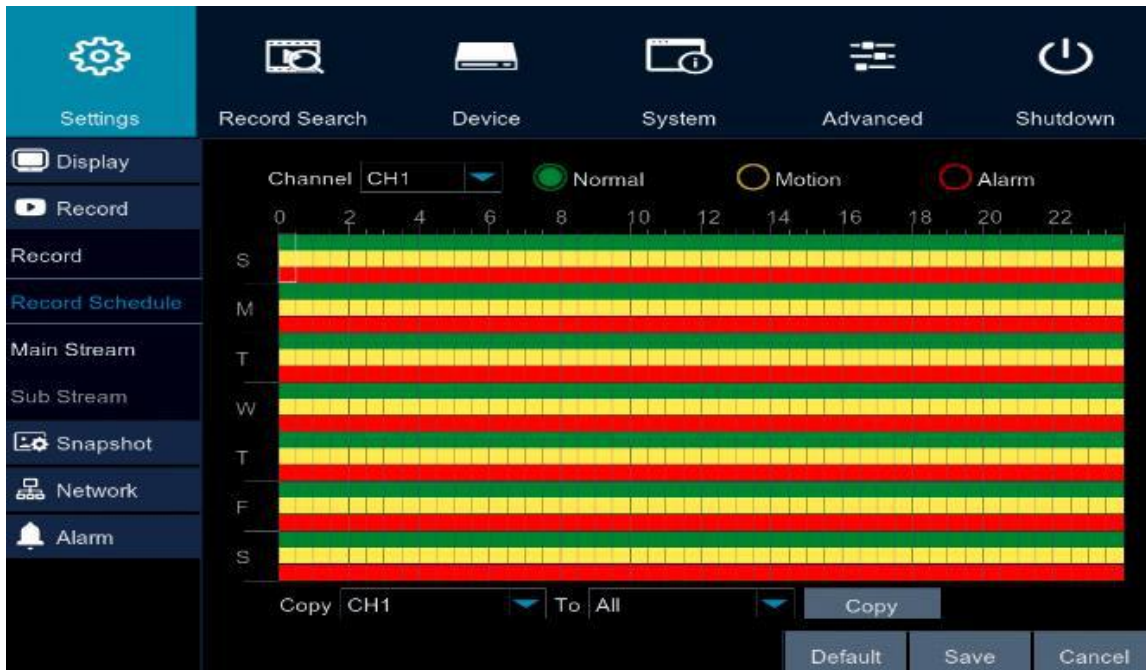 Settings Record Search Device System Advanced Shutdown
Display
Record
Record
Record Schedule
Main Stream
Sub Stream
Snapshot
Network
Alarm
Channel CH1 Normal Motion Alarm
0 2 4 6 8 10 12 14 16 18 20 22
S
M
T
W
T
F
S
Copy CH1 To All Copy
Default Save Cancel